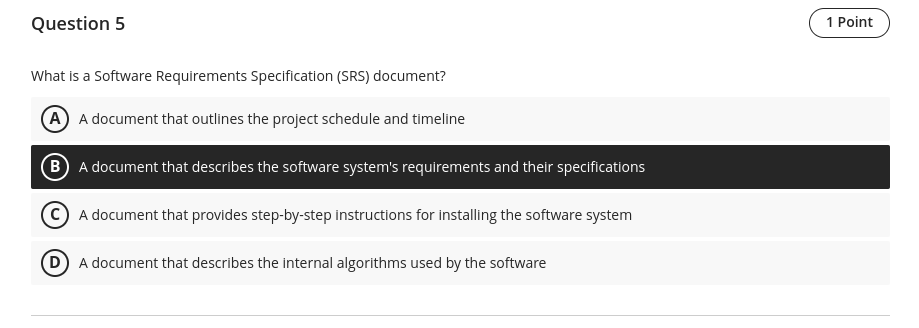 Question 5
1 Point
What is a Software Requirements Specification (SRS) document?
A A document that outlines the project schedule and timeline
B A document that describes the software system's requirements and their specifications
C A document that provides step-by-step instructions for installing the software system
D A document that describes the internal algorithms used by the software